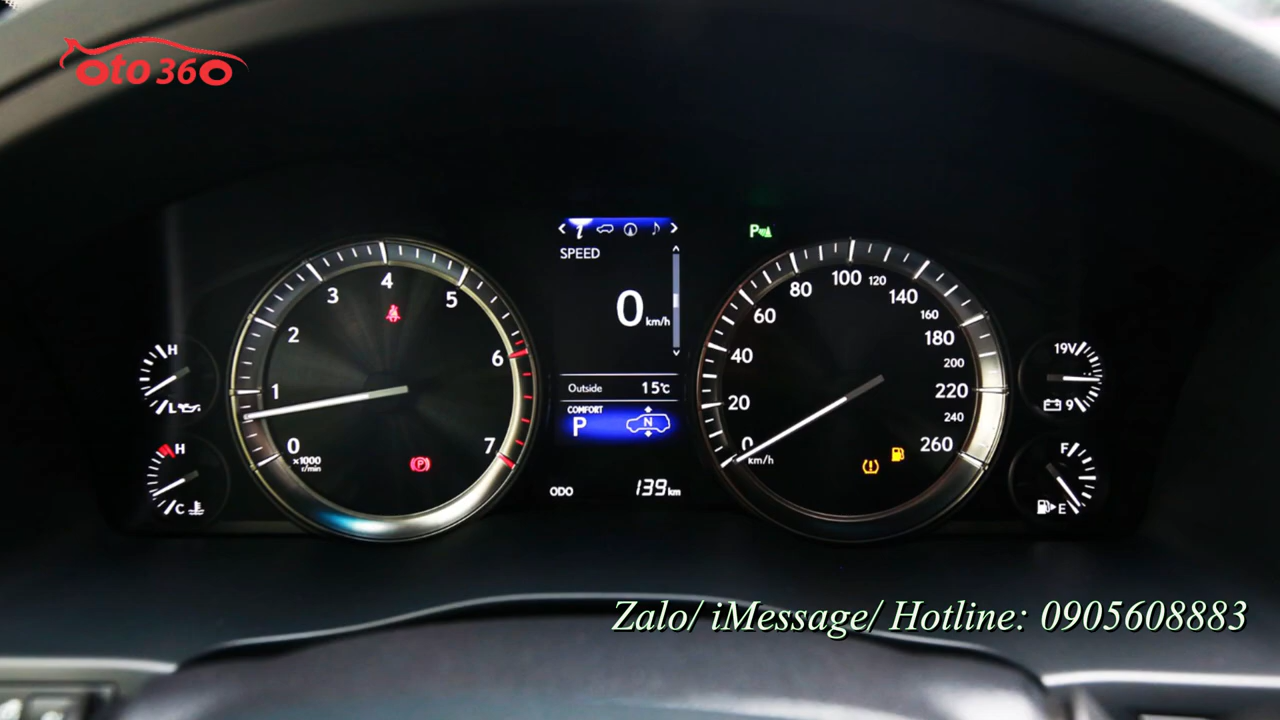 oto 360
SPEED
0 km/h
Outside 15°C
COMFORT
P N
ODO 139 km
0 1 2 3 4 5 6 7
x1000
r/min
P
0 20 40 60 80 100 120 140 160 180 200 220 240 260
km/h
H
L
H
C
19V
9
F
E
Zalo/ iMessage/ Hotline: 0905608883